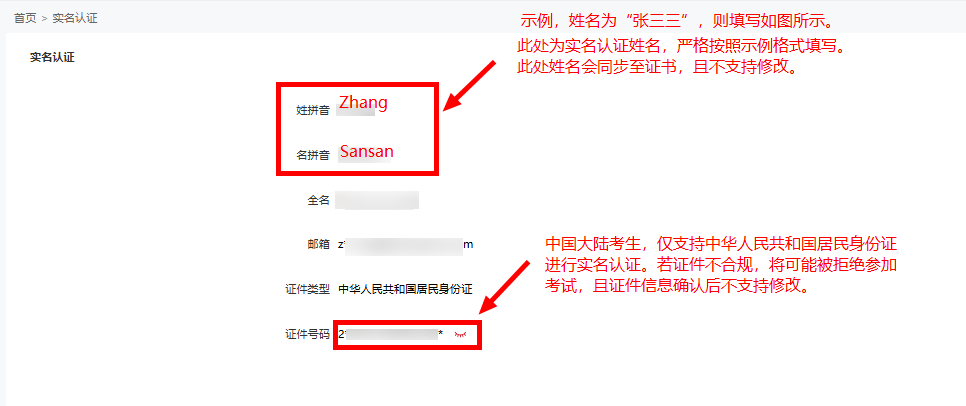 首页 > 实名认证
实名认证
示例，姓名为“张三三”，则填写如图所示。
此处为实名认证姓名，严格按照示例格式填写。
此处姓名会同步至证书，且不支持修改。
姓拼音 Zhang
名拼音 Sansan
全名
邮箱 z* m
中国大陆考生，仅支持中华人民共和国居民身份证
进行实名认证。若证件不合规，将可能被拒绝参加
考试，且证件信息确认后不支持修改。
证件类型 中华人民共和国居民身份证
证件号码 2* *